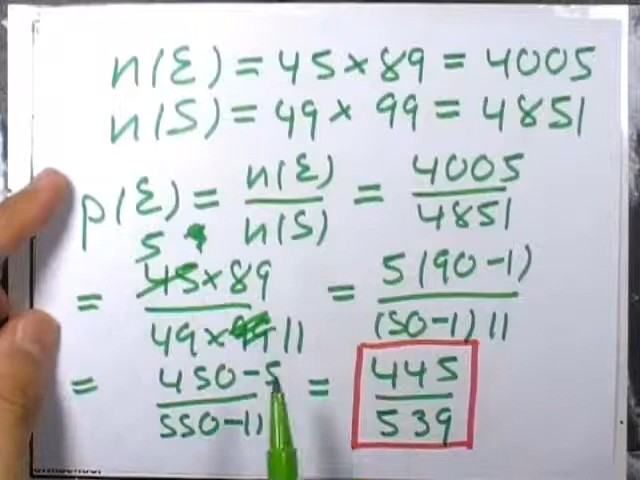 n(ε) = 45 × 89 = 4005
n(S) = 49 × 99 = 4851
p(ε) = n(ε)/n(S) = 4005/4851
= 5 45×89/49×99 11 = 5(90-1)/(50-1)11
= 450-5/550-11 = 445/539